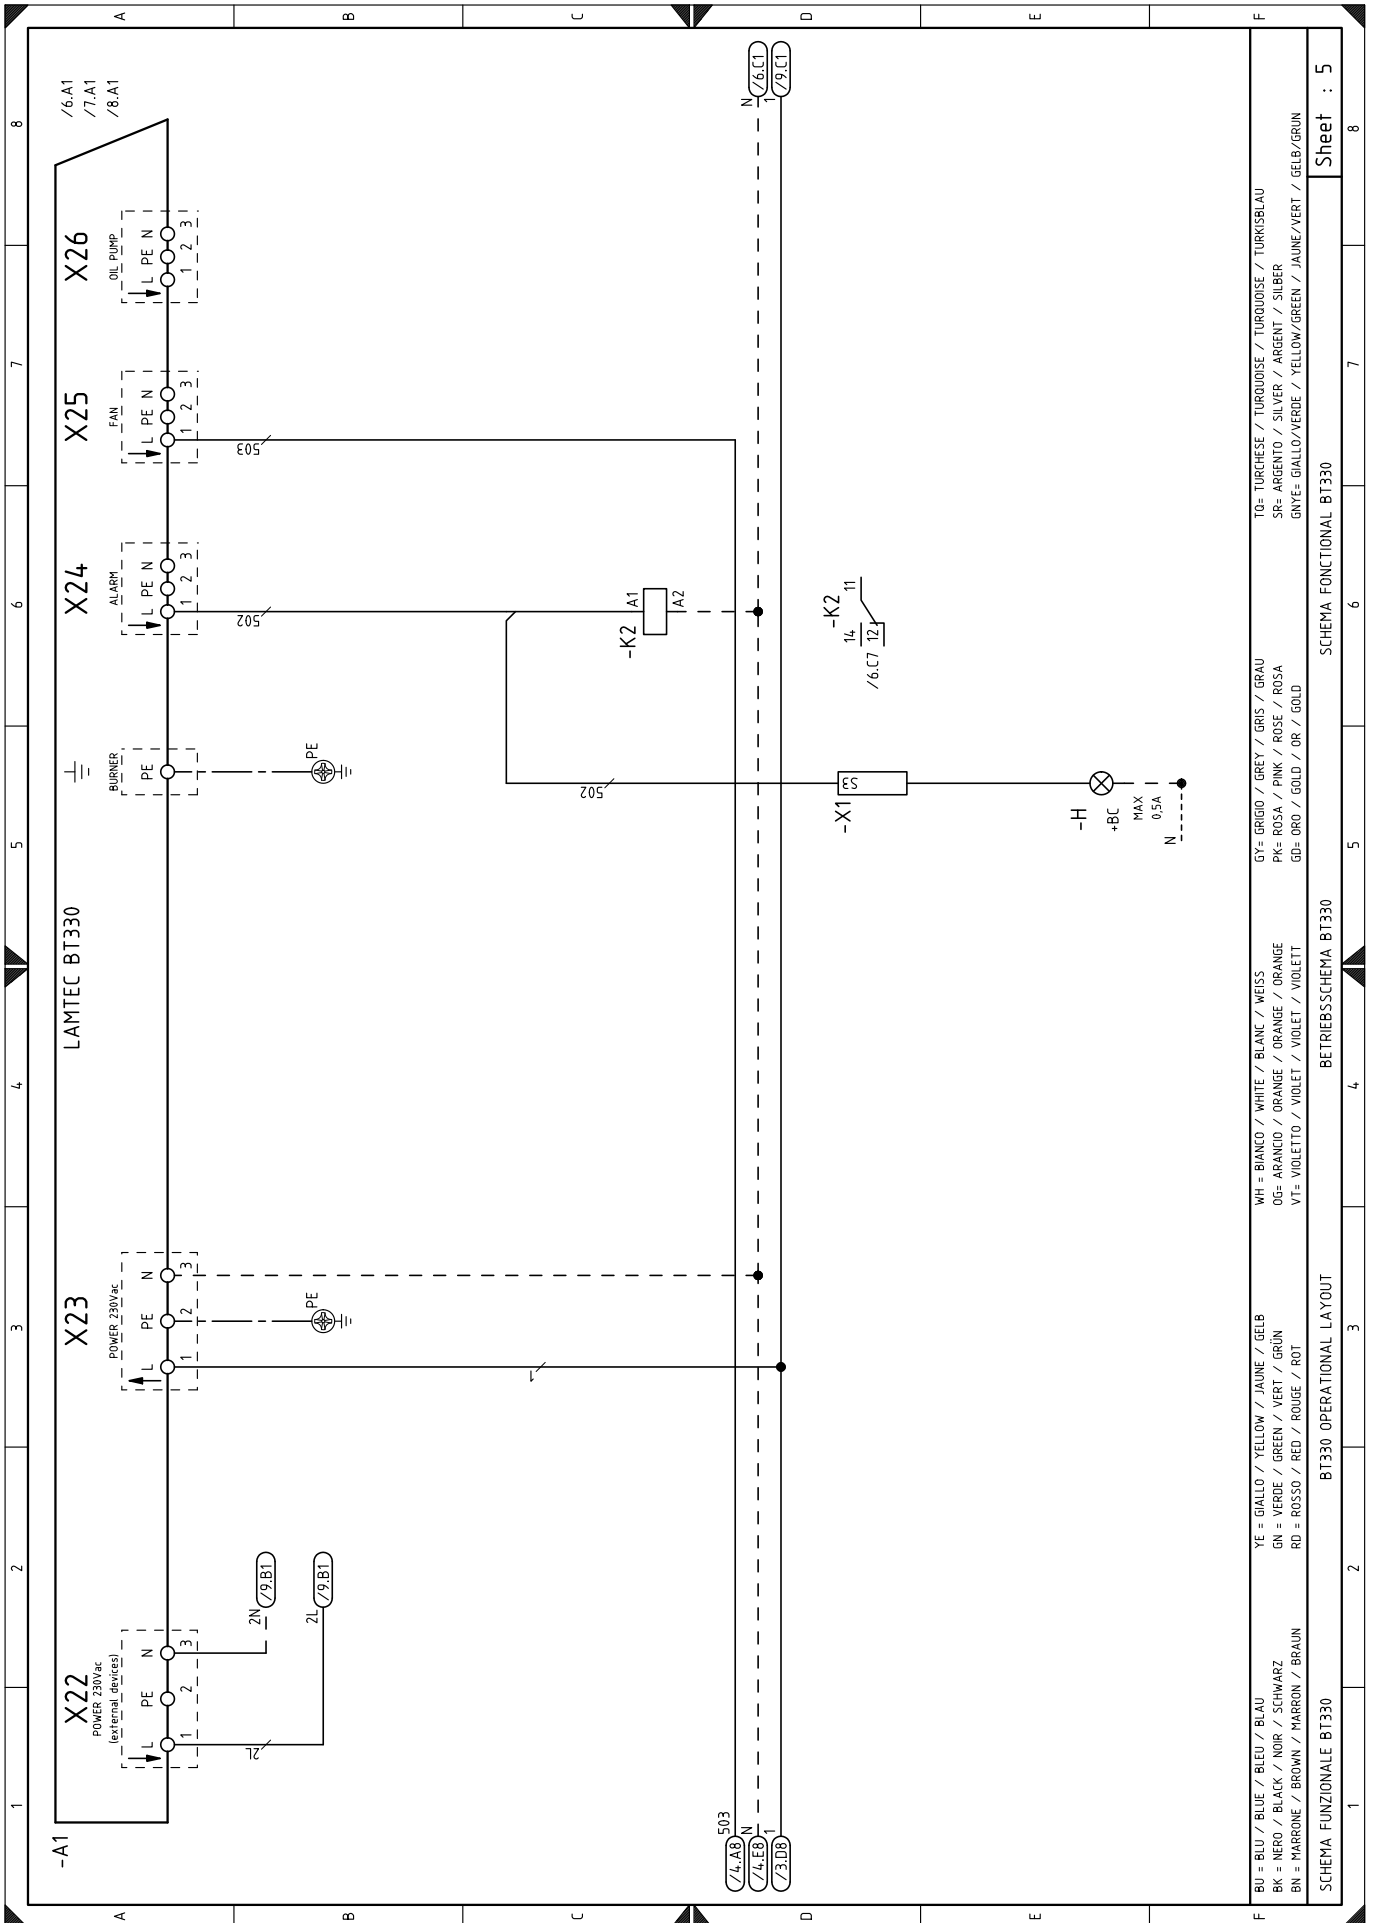 1 2 3 4 5 6 7 8
A
B
C
D
E
F
-A1
LAMTEC BT330
/6.A1
/7.A1
/8.A1
X22
POWER 230Vac
(external devices)
L PE N
1 2 3
2L
2N /9.B1
2L /9.B1
X23
POWER 230Vac
L PE N
1 2 3
PE
1
BURNER
PE
PE
X24
ALARM
L PE N
1 2 3
502
X25
FAN
L PE N
1 2 3
503
X26
OIL PUMP
L PE N
1 2 3
-K2
A1
A2
502
/4.A8 503
/4.E8 N
/3.D8 1
N /6.C1
1 /9.C1
-K2
14
12
11
/6.C7
-X1
S3
-H
+BC
MAX
0,5A
N
BU = BLU / BLUE / BLEU / BLAU
BK = NERO / BLACK / NOIR / SCHWARZ
BN = MARRONE / BROWN / MARRON / BRAUN
YE = GIALLO / YELLOW / JAUNE / GELB
GN = VERDE / GREEN / VERT / GRÜN
RD = ROSSO / RED / ROUGE / ROT
WH = BIANCO / WHITE / BLANC / WEISS
OG= ARANCIO / ORANGE / ORANGE / ORANGE
VT= VIOLETTO / VIOLET / VIOLET / VIOLETT
GY= GRIGIO / GREY / GRIS / GRAU
PK= ROSA / PINK / ROSE / ROSA
GD= ORO / GOLD / OR / GOLD
TQ= TURCHESE / TURQUOISE / TURQUOISE / TURKISBLAU
SR= ARGENTO / SILVER / ARGENT / SILBER
GNYE= GIALLO/VERDE / YELLOW/GREEN / JAUNE/VERT / GELB/GRUN
SCHEMA FUNZIONALE BT330
BT330 OPERATIONAL LAYOUT
BETRIEBSSCHEMA BT330
SCHEMA FONCTIONAL BT330
Sheet : 5
1 2 3 4 5 6 7 8
A
B
C
D
E
F